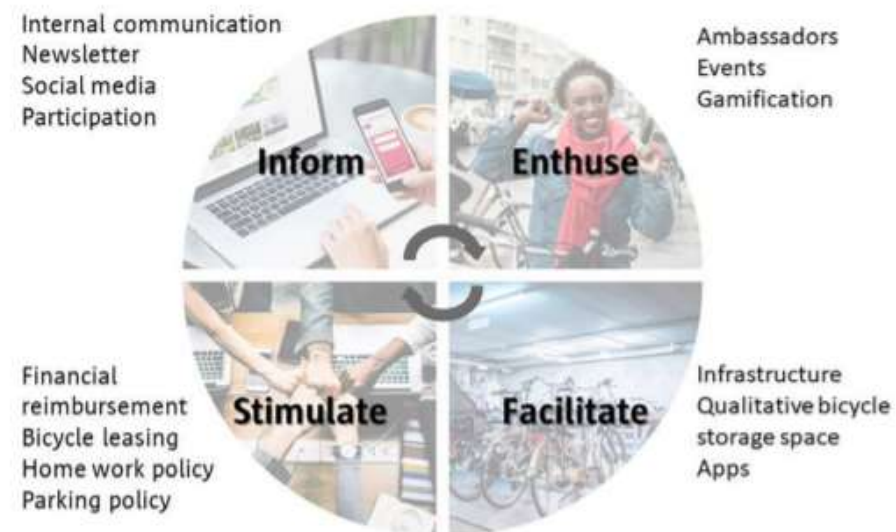 Internal communication
Newsletter
Social media
Participation
Inform
Ambassadors
Events
Gamification
Enthuse
Financial
reimbursement
Bicycle leasing
Home work policy
Parking policy
Stimulate
Facilitate
Infrastructure
Qualitative bicycle
storage space
Apps